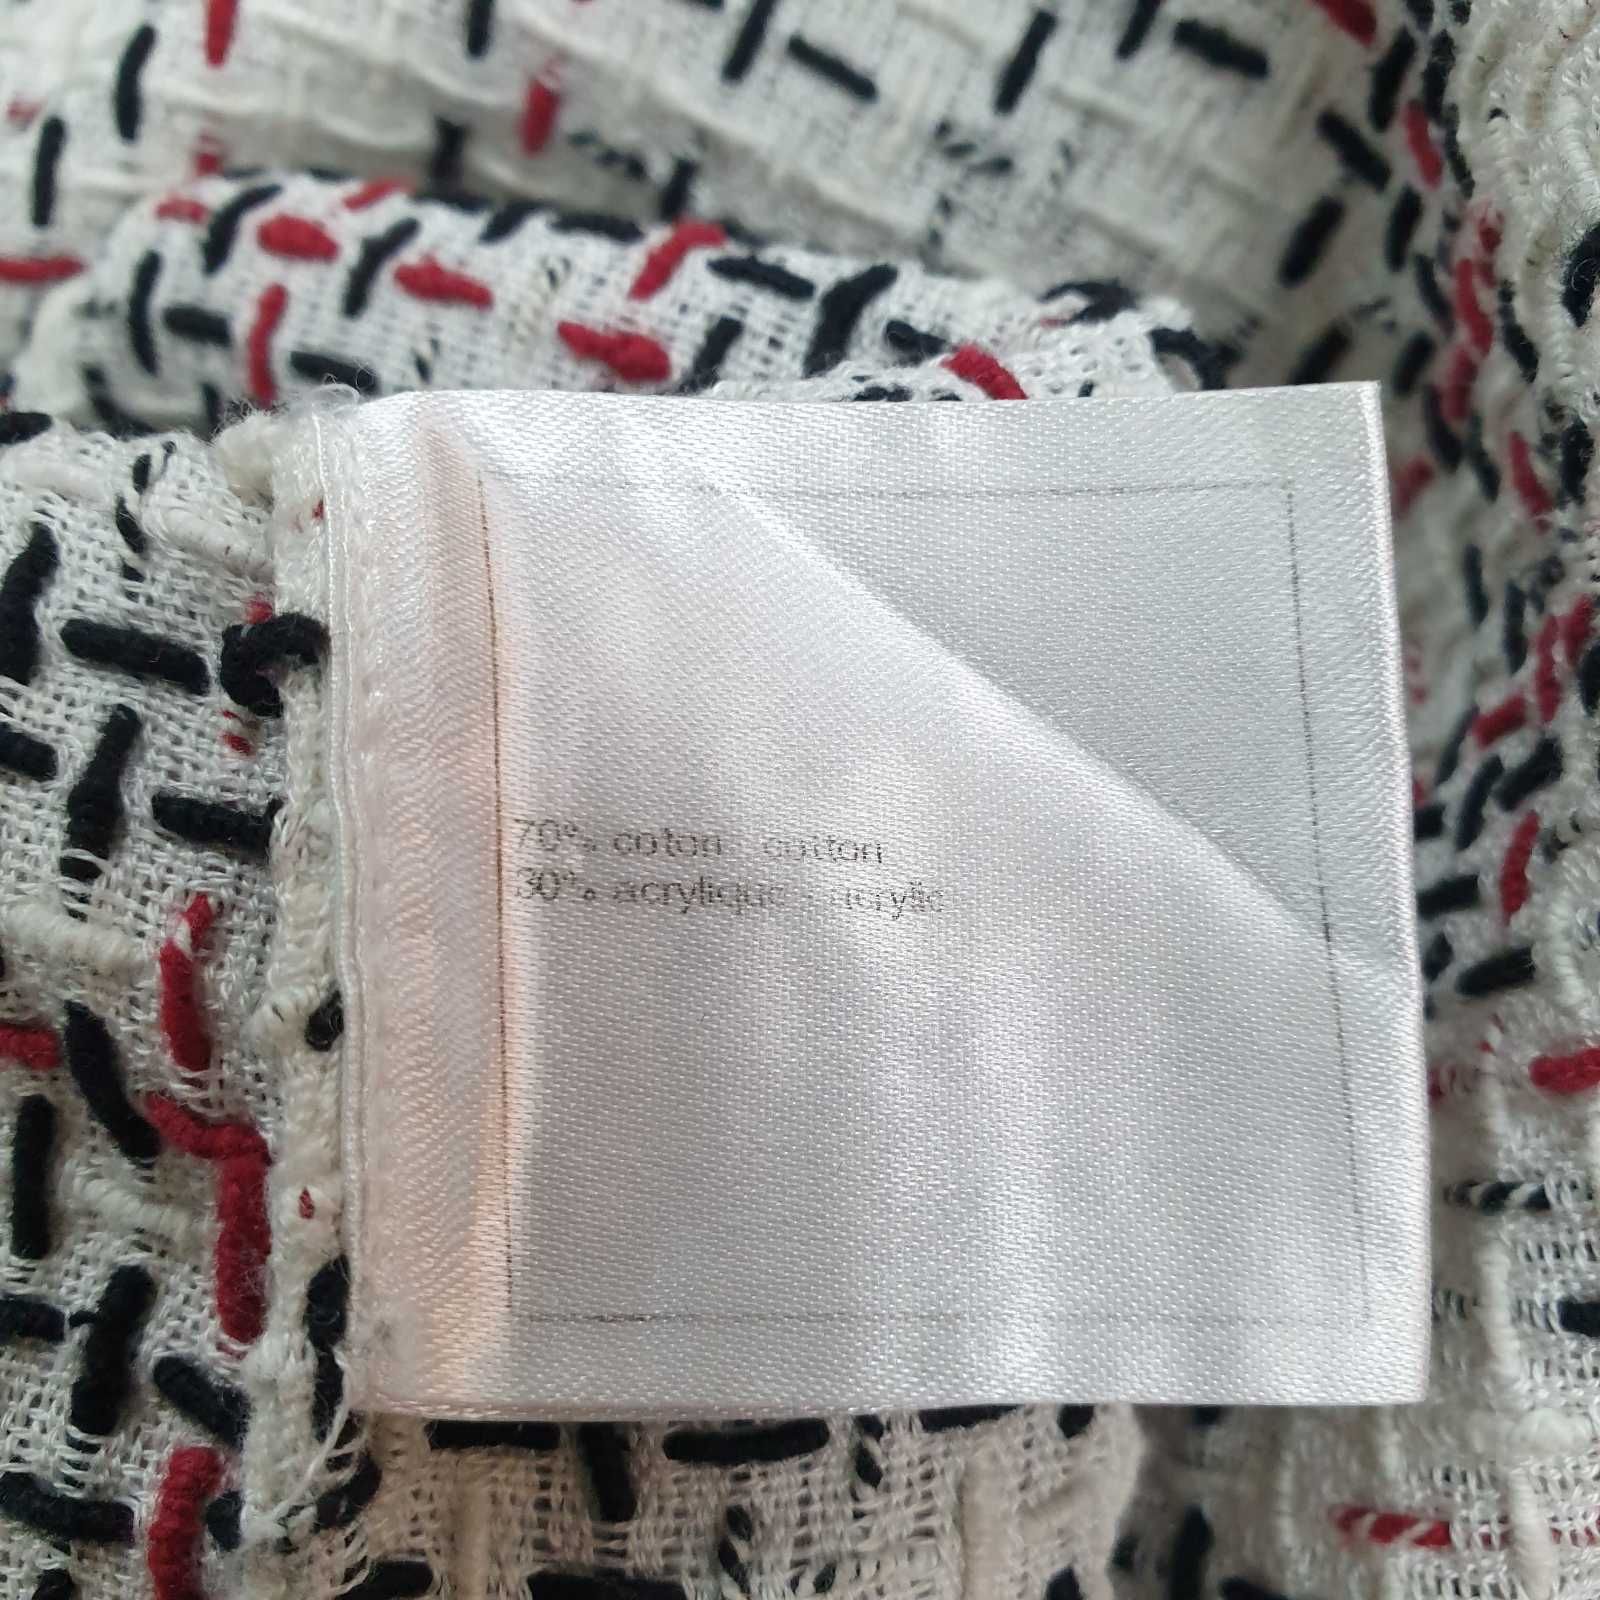 70% coton - cotton
30% acrylique - acrylic